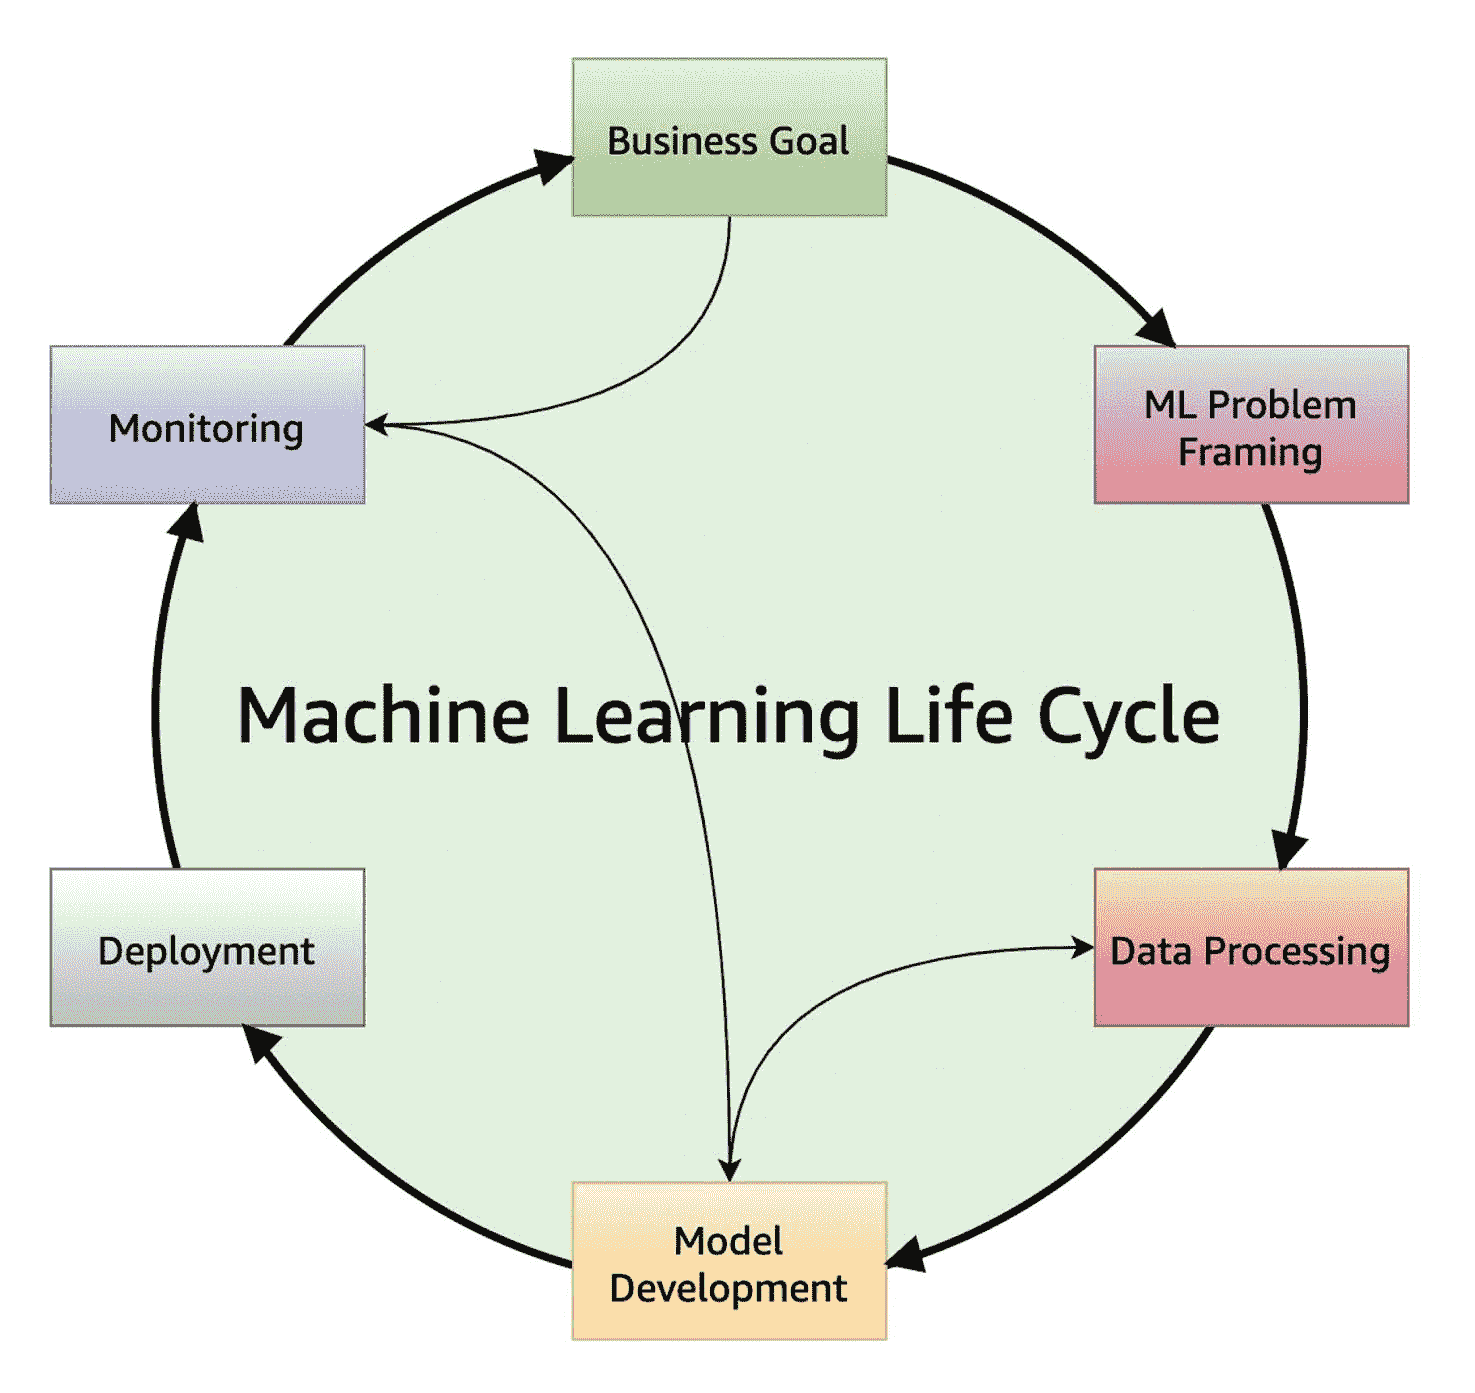 Business Goal
Monitoring
ML Problem
Framing
Machine Learning Life Cycle
Deployment
Data Processing
Model
Development